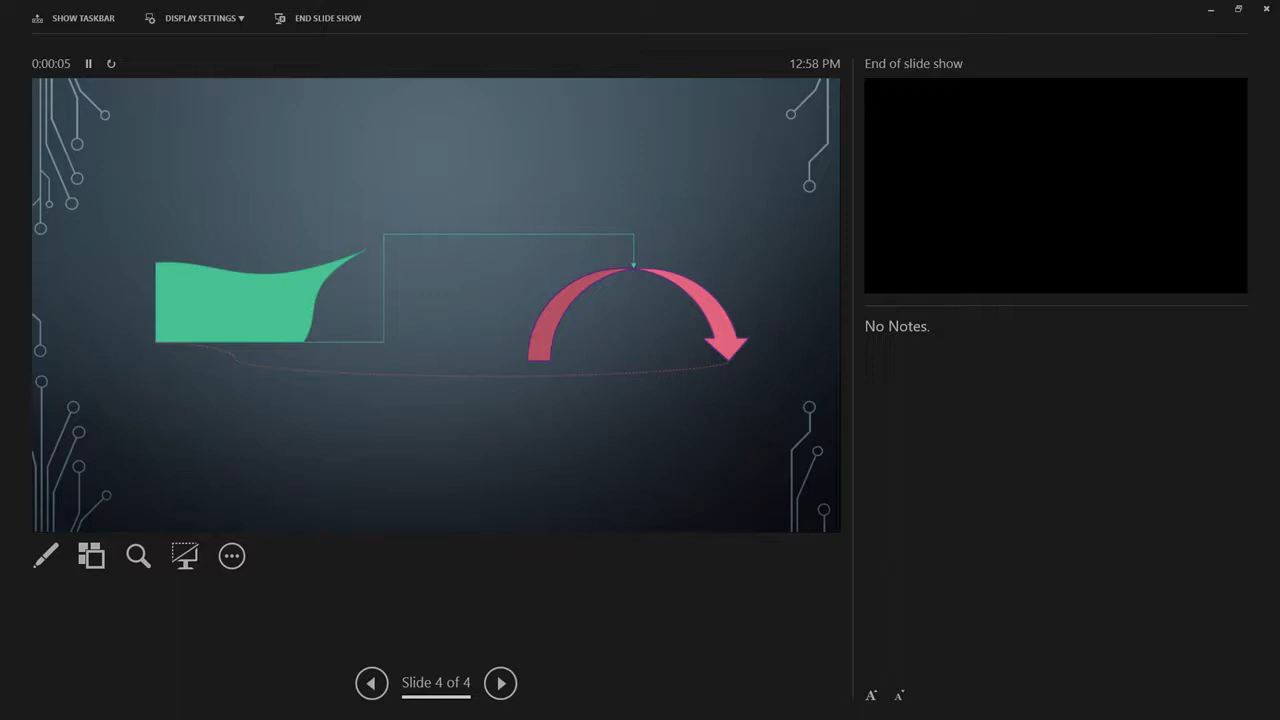 SHOW TASKBAR
DISPLAY SETTINGS
END SLIDE SHOW
0:00:05
12:58 PM
End of slide show
No Notes.
Slide 4 of 4
A A